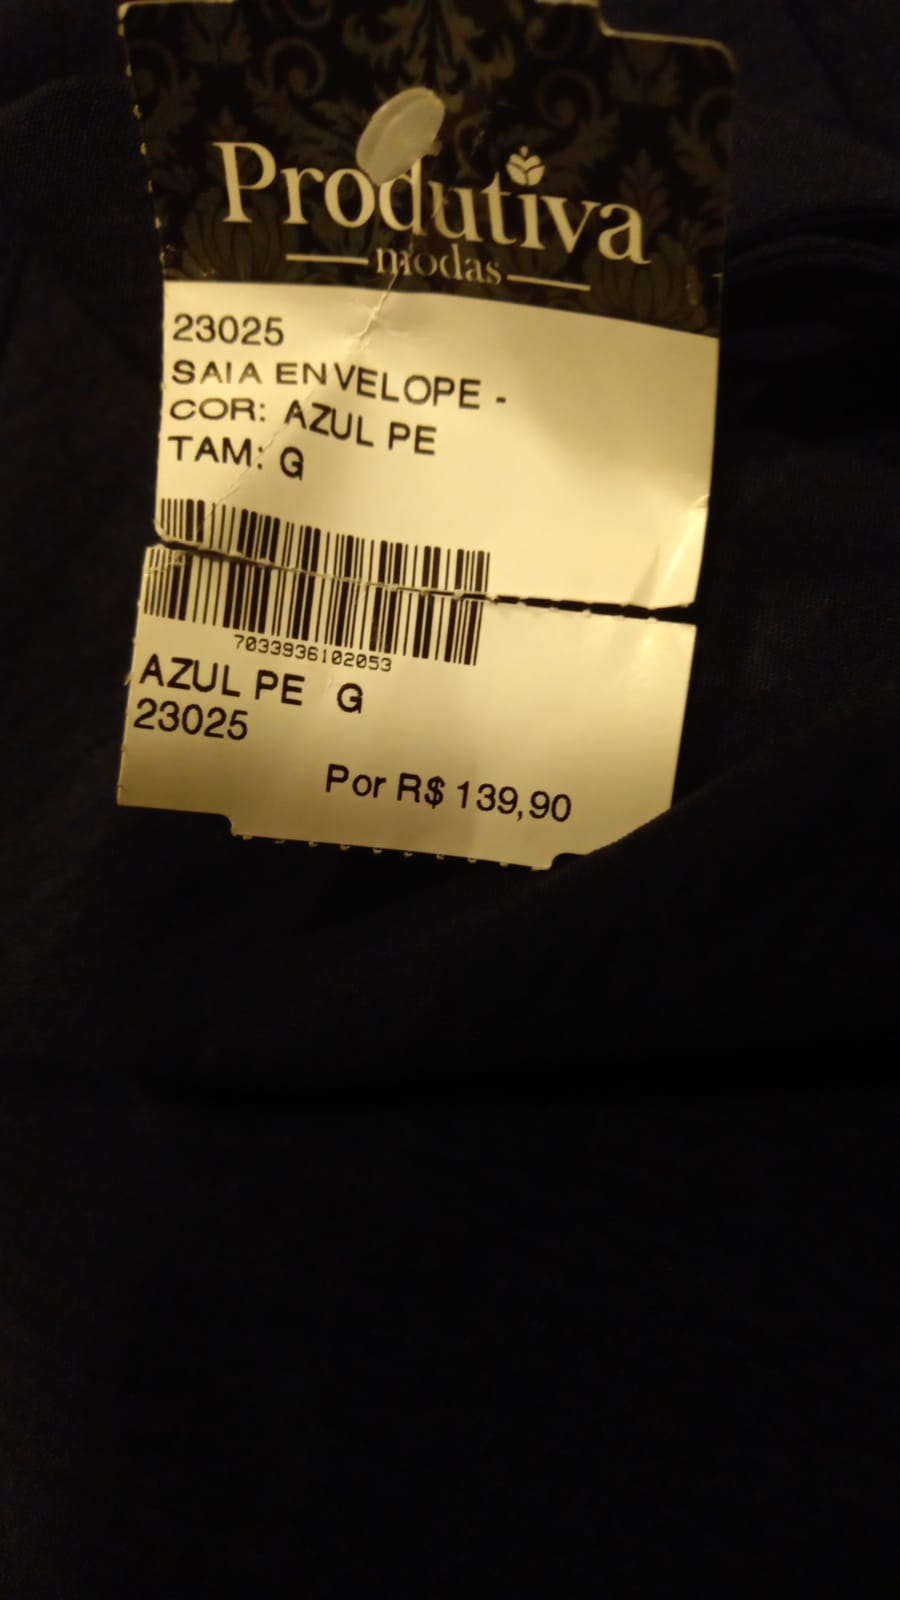 Produtiva
modas
23025
SAIA ENVELOPE -
COR: AZUL PE
TAM: G
7033936102053
AZUL PE G
23025
Por R$ 139,90